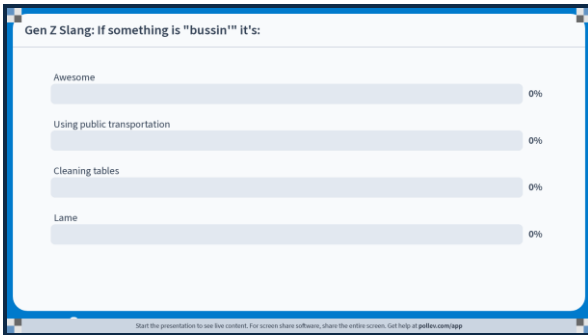 Gen Z Slang: If something is "bussin'" it's:
Awesome
0%
Using public transportation
0%
Cleaning tables
0%
Lame
0%
Start the presentation to see live content. For screen share software, share the entire screen. Get help at pollev.com/app